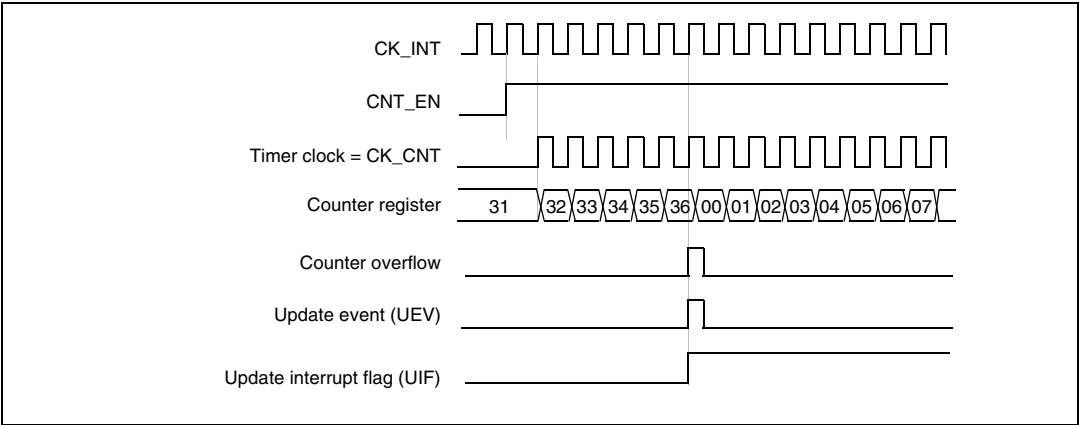 CK_INT
CNT_EN
Timer clock = CK_CNT
Counter register 31 32 33 34 35 36 00 01 02 03 04 05 06 07
Counter overflow
Update event (UEV)
Update interrupt flag (UIF)